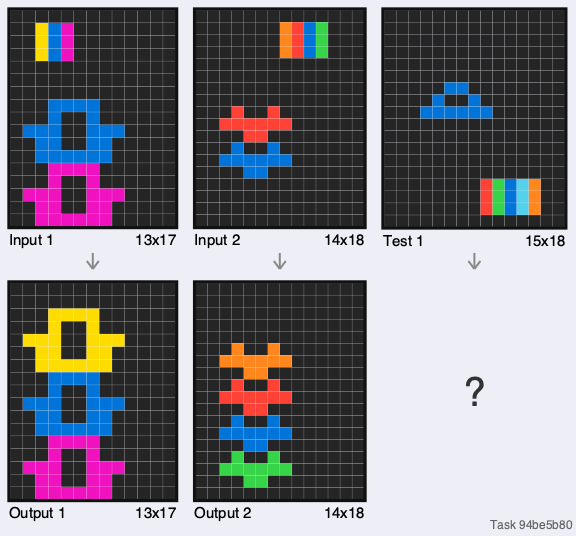 Input 1 13x17
Input 2 14x18
Test 1 15x18
?
Output 1 13x17
Output 2 14x18
Task 94be5b80